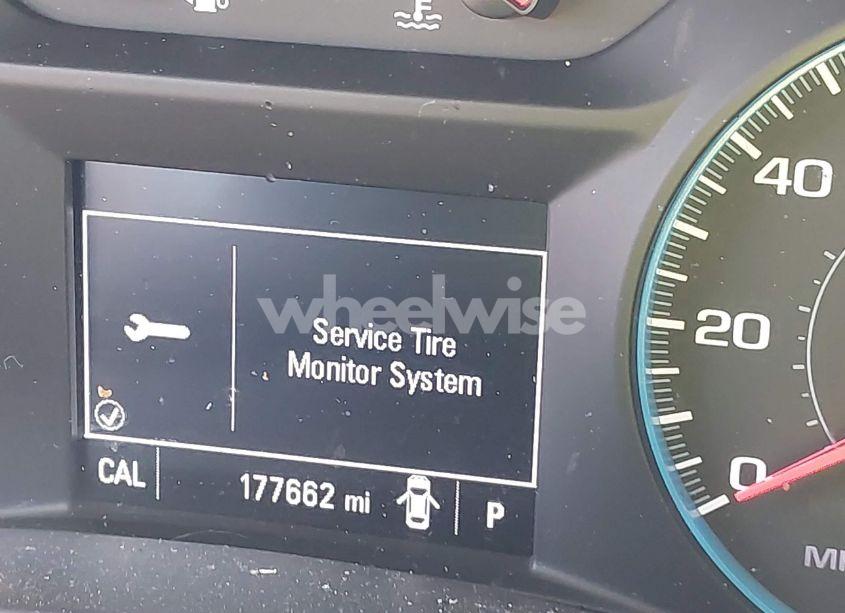 F
40
wheelwise
Service Tire
Monitor System
20
CAL
177662 mi
P
0